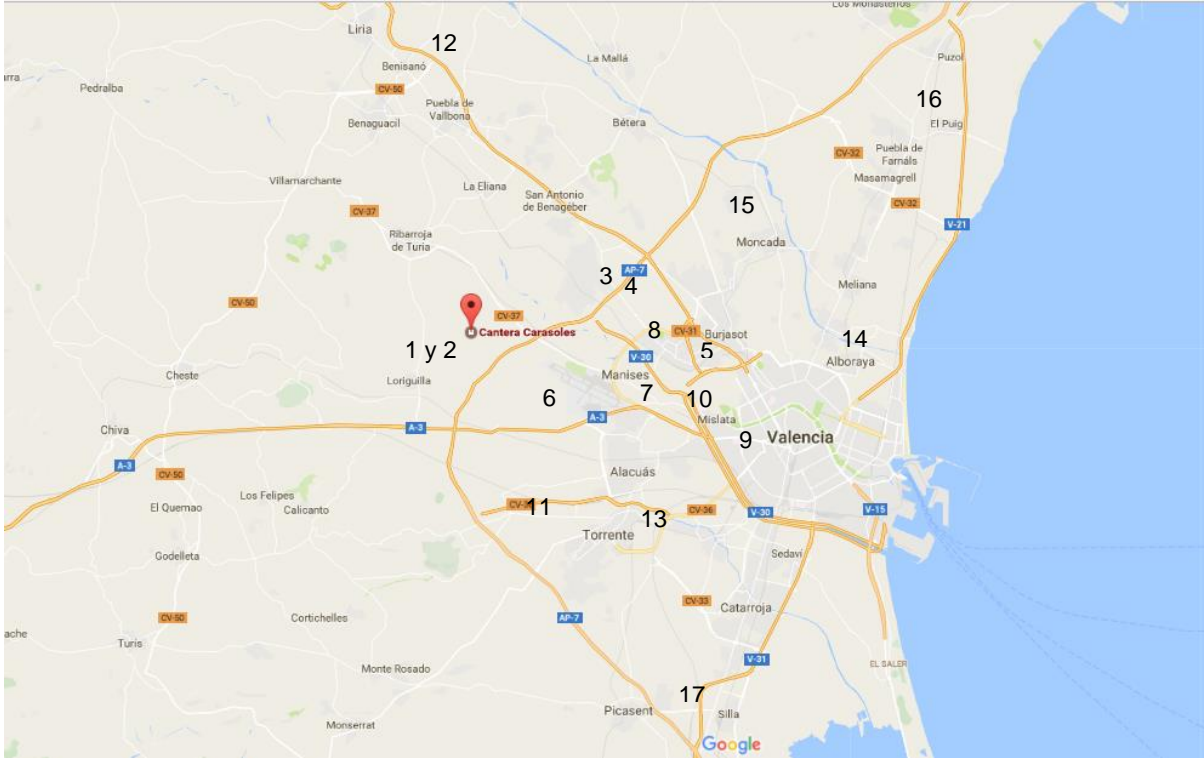 Los Monasterios
Liria
12
Benisanó
La Mallá
Puzol
Pedralba
CV-50
Puebla de
Vallbona
16
Benaguacil
Bétera
El Puig
CV-32
Puebla de
Farnáls
Masamagrell
Villamarchante
La Eliana
San Antonio
de Benageber
CV-37
15
CV-32
V-21
Ribarroja
de Turia
Moncada
3
AP-7
4
Meliana
CV-50
Cantera Carasoles
CV-37
8
CV-31
Burjasot
14
1 y 2
5
V-30
Alboraya
Cheste
Loriguilla
Manises
6
7
10
A-3
Mislata
Chiva
A-3
9
Valencia
A-3
CV-50
Alacuás
Los Felipes
El Quemao
Calicanto
11
13
CV-36
V-30
V-15
Torrente
Godelleta
Sedaví
CV-33
Catarroja
CV-50
Cortichelles
AP-7
ache
Turis
V-31
EL SALER
Monte Rosado
17
Picasent
Silla
Monserrat
Google